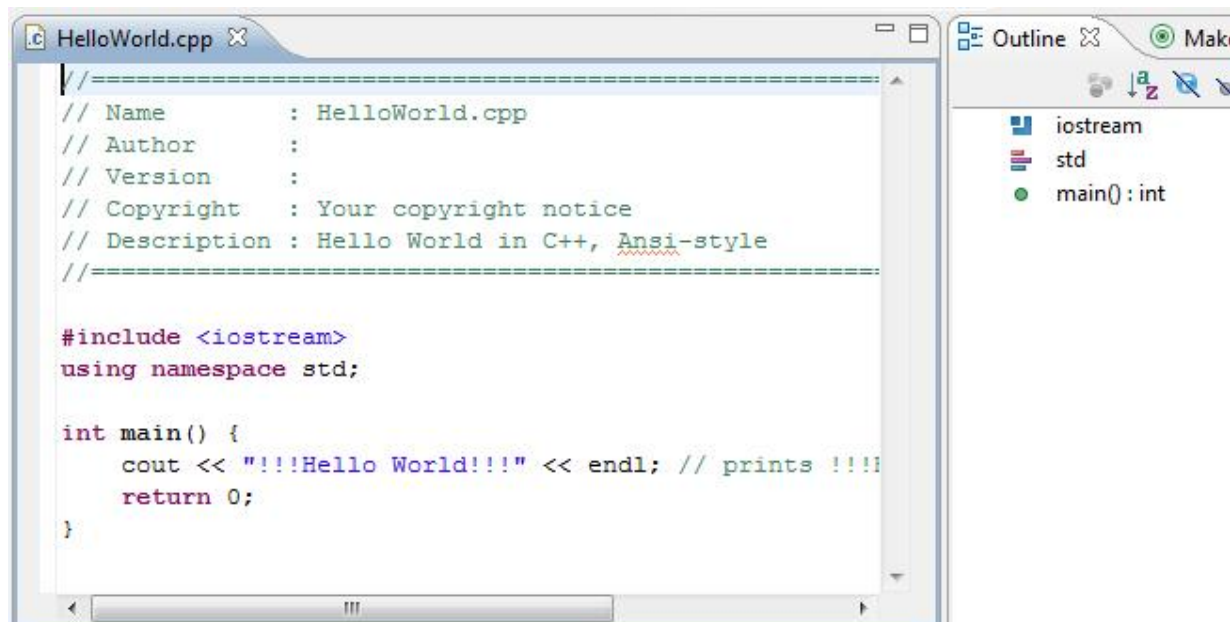 HelloWorld.cpp
//=====================================================
// Name        : HelloWorld.cpp
// Author      :
// Version     :
// Copyright   : Your copyright notice
// Description : Hello World in C++, Ansi-style
//=====================================================
#include <iostream>
using namespace std;
int main() {
    cout << "!!!Hello World!!!" << endl; // prints !!!
    return 0;
}
Outline
Make
iostream
std
main() : int